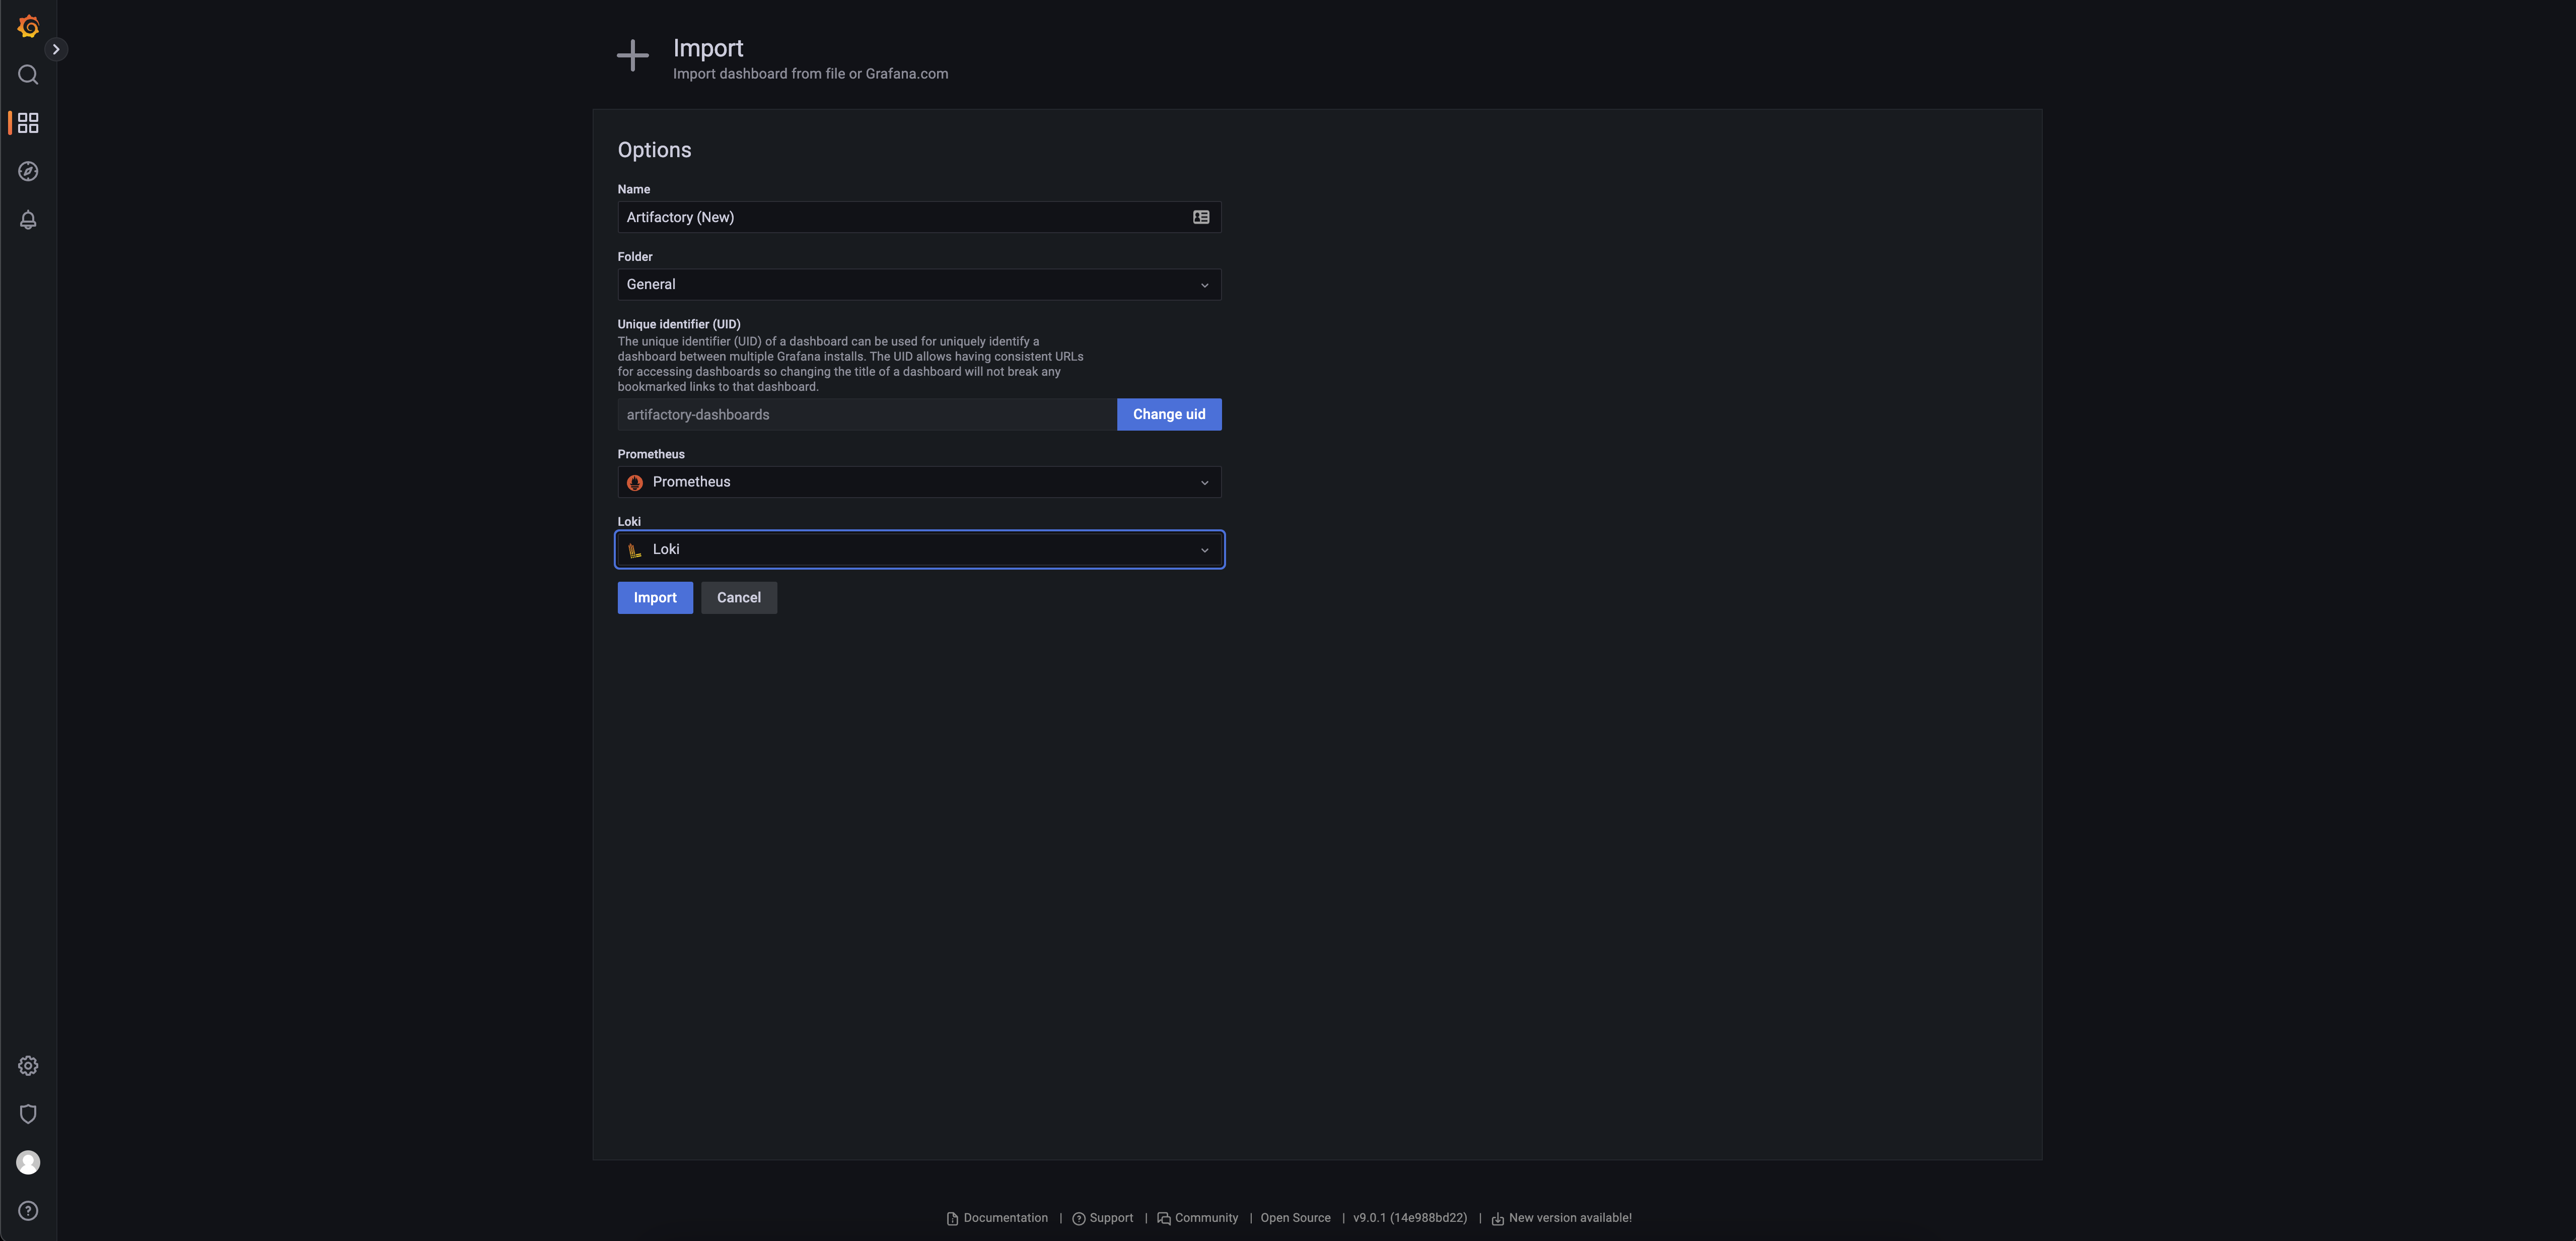 Import
Import dashboard from file or Grafana.com
Options
Name
Artifactory (New)
Folder
General
Unique identifier (UID)
The unique identifier (UID) of a dashboard can be used for uniquely identify a
dashboard between multiple Grafana installs. The UID allows having consistent URLs
for accessing dashboards so changing the title of a dashboard will not break any
bookmarked links to that dashboard.
artifactory-dashboards
Change uid
Prometheus
Prometheus
Loki
Loki
Import Cancel
Documentation | Support | Community | Open Source | v9.0.1 (14e988bd22) | New version available!